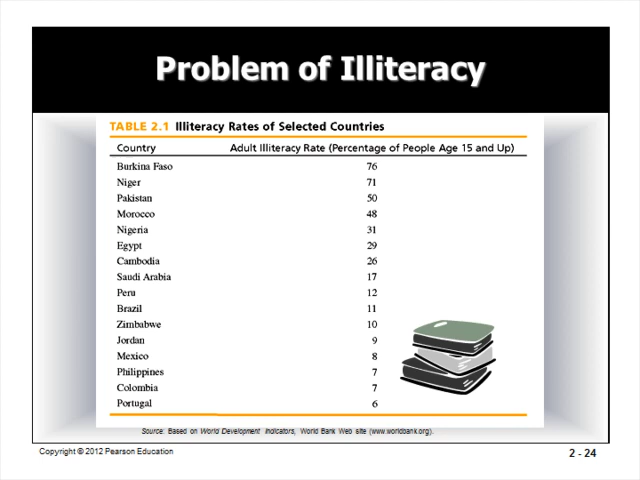 Problem of Illiteracy
TABLE 2.1 Illiteracy Rates of Selected Countries
Country Adult Illiteracy Rate (Percentage of People Age 15 and Up)
Burkina Faso 76
Niger 71
Pakistan 50
Morocco 48
Nigeria 31
Egypt 29
Cambodia 26
Saudi Arabia 17
Peru 12
Brazil 11
Zimbabwe 10
Jordan 9
Mexico 8
Philippines 7
Colombia 7
Portugal 6
Source: Based on World Development Indicators, World Bank Web site (www.worldbank.org).
Copyright © 2012 Pearson Education
2 - 24